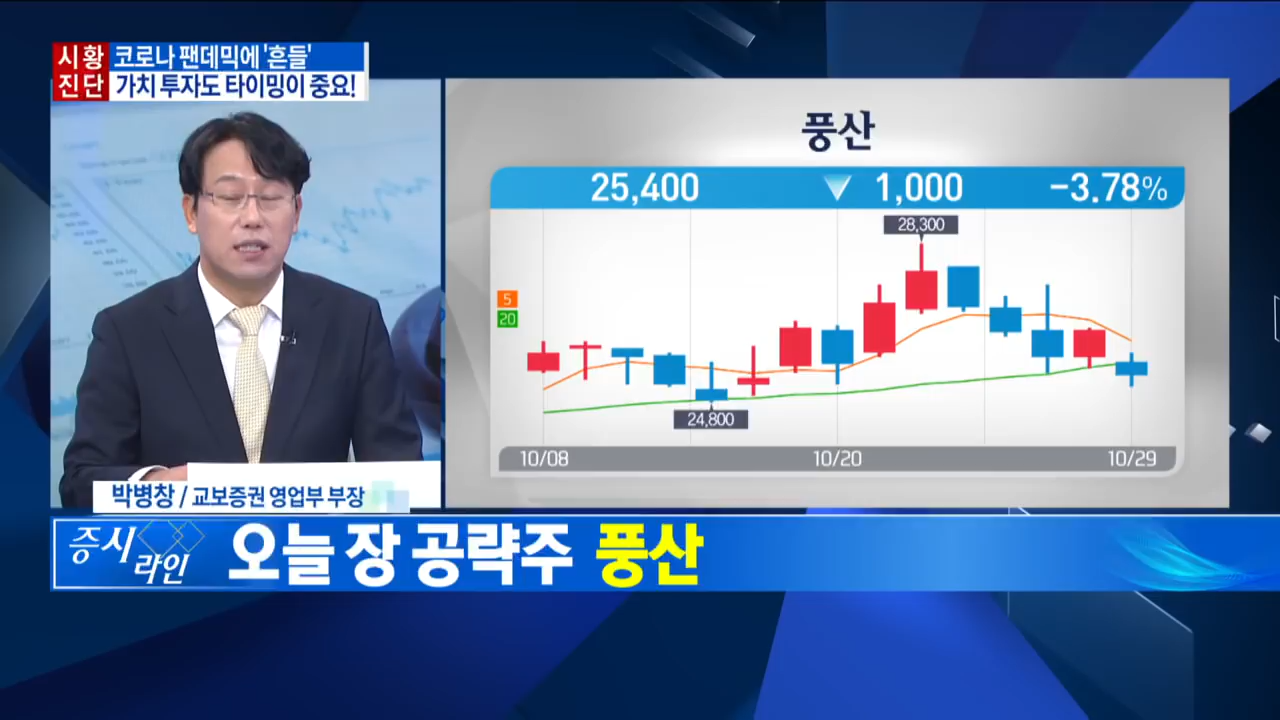 시황
진단
코로나 팬데믹에 '흔들'
가치 투자도 타이밍이 중요!
풍산
25,400 ▼ 1,000 -3.78%
28,300
5
20
24,800
10/08 10/20 10/29
박병창 / 교보증권 영업부 부장
증시
라인
오늘 장 공략주 풍산